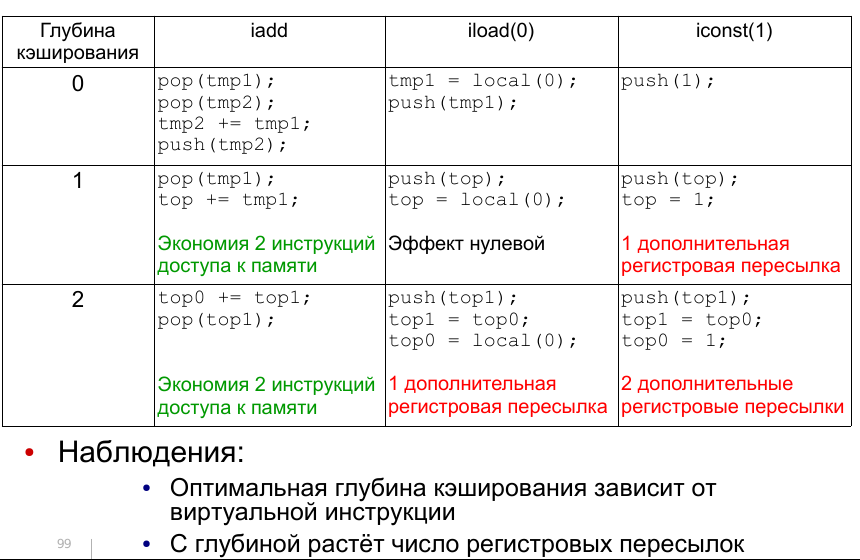 Глубина
кэширования
iadd
iload(0)
iconst(1)
0
pop(tmp1);
pop(tmp2);
tmp2 += tmp1;
push(tmp2);
tmp1 = local(0);
push(tmp1);
push(1);
1
pop(tmp1);
top += tmp1;
Экономия 2 инструкций
доступа к памяти
push(top);
top = local(0);
Эффект нулевой
push(top);
top = 1;
1 дополнительная
регистровая пересылка
2
top0 += top1;
pop(top1);
Экономия 2 инструкций
доступа к памяти
push(top1);
top1 = top0;
top0 = local(0);
1 дополнительная
регистровая пересылка
push(top1);
top1 = top0;
top0 = 1;
2 дополнительные
регистровые пересылки
• Наблюдения:
• Оптимальная глубина кэширования зависит от
виртуальной инструкции
• С глубиной растёт число регистровых пересылок
99